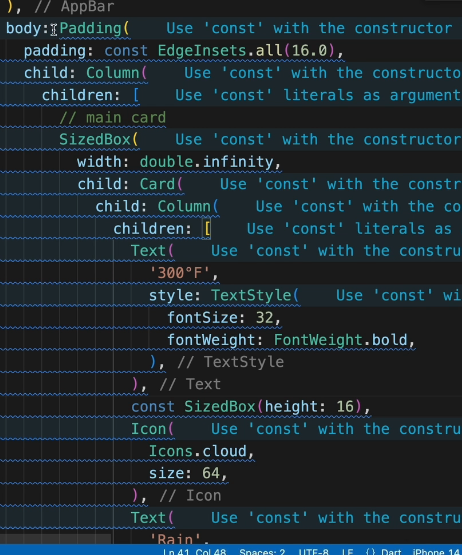 ), // AppBar
body: Padding(    Use 'const' with the constructor
padding: const EdgeInsets.all(16.0),
child: Column(    Use 'const' with the constructo
children: [    Use 'const' literals as argument
// main card
SizedBox(    Use 'const' with the constructor
width: double.infinity,
child: Card(    Use 'const' with the constr
child: Column(    Use 'const' with the co
children: [    Use 'const' literals as
Text(    Use 'const' with the constru
'300°F',
style: TextStyle(    Use 'const' wi
fontSize: 32,
fontWeight: FontWeight.bold,
), // TextStyle
), // Text
const SizedBox(height: 16),
Icon(    Use 'const' with the constru
Icons.cloud,
size: 64,
), // Icon
Text(    Use 'const' with the constru
'Rain',
Ln 41, Col 48    Spaces: 2    UTF-8    LF    {} Dart    iPhone 14